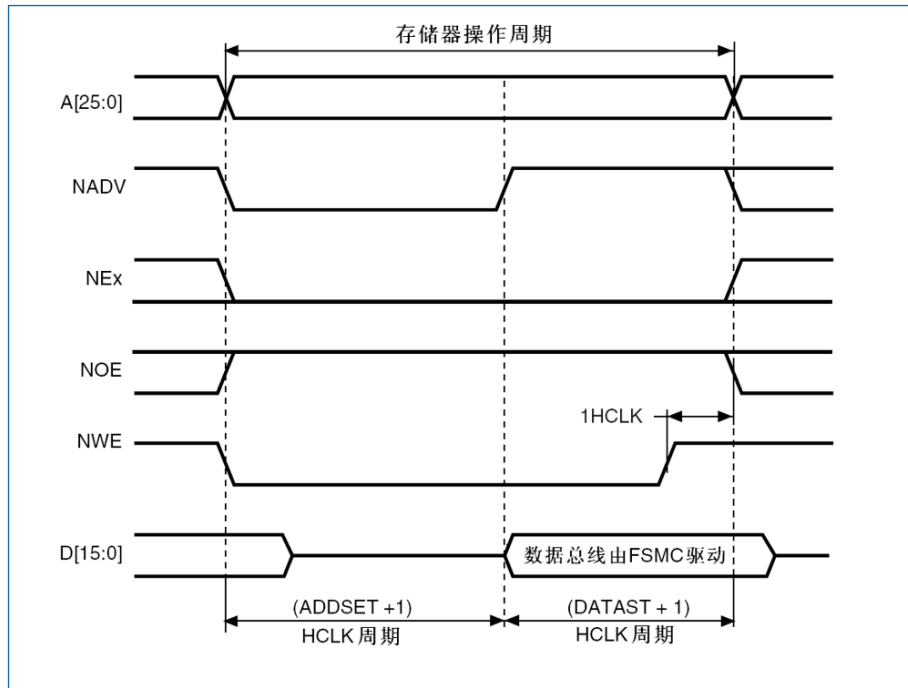 存储器操作周期
A[25:0]
NADV
NEx
NOE
1HCLK
NWE
D[15:0]
数据总线由FSMC驱动
(ADDSET +1)
HCLK 周期
(DATAST + 1)
HCLK 周期